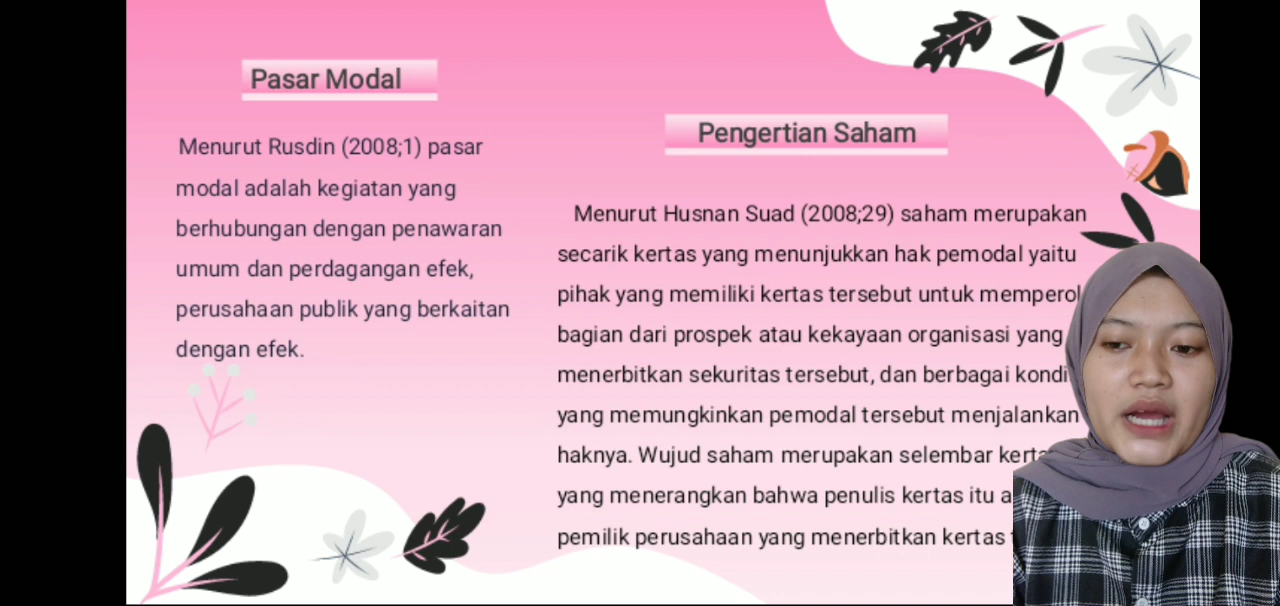 Pasar Modal
Menurut Rusdin (2008;1) pasar
modal adalah kegiatan yang
berhubungan dengan penawaran
umum dan perdagangan efek,
perusahaan publik yang berkaitan
dengan efek.
Pengertian Saham
Menurut Husnan Suad (2008;29) saham merupakan
secarik kertas yang menunjukkan hak pemodal yaitu
pihak yang memiliki kertas tersebut untuk
bagian dari prospek atau kekayaan organisasi yang
menerbitkan sekuritas tersebut, dan berbagai
yang memungkinkan pemodal tersebut menjalankan
haknya. Wujud saham merupakan selembar
yang menerangkan bahwa penulis kertas itu
pemilik perusahaan yang menerbitkan kertas